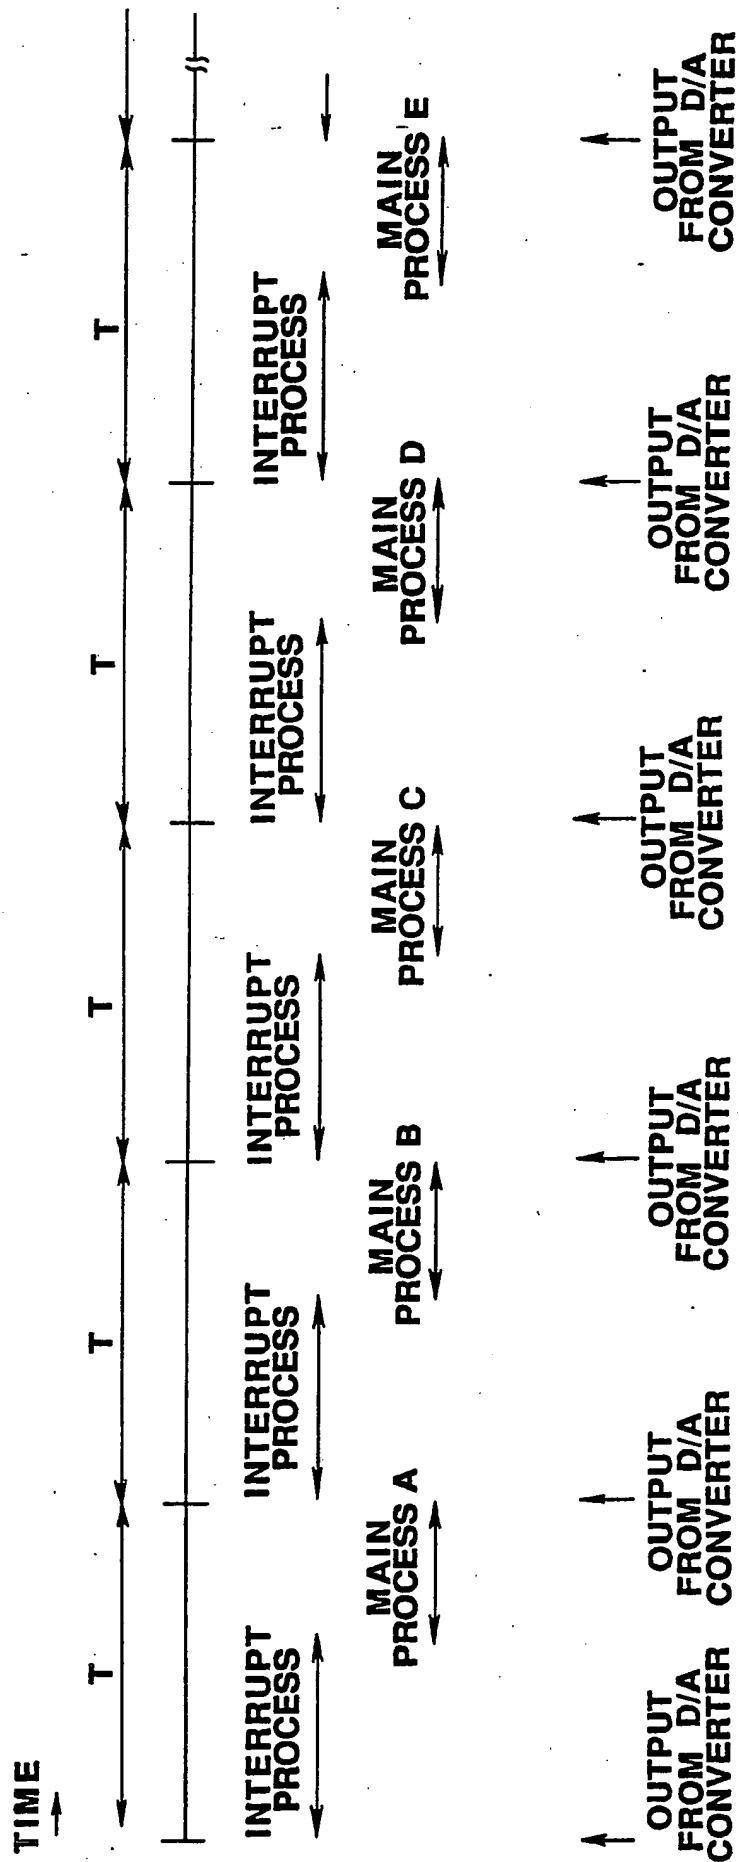 TIME
T
T
T
T
T
INTERRUPT
PROCESS
INTERRUPT
PROCESS
INTERRUPT
PROCESS
INTERRUPT
PROCESS
INTERRUPT
PROCESS
MAIN
PROCESS A
MAIN
PROCESS B
MAIN
PROCESS C
MAIN
PROCESS D
MAIN
PROCESS E
OUTPUT
FROM D/A
CONVERTER
OUTPUT
FROM D/A
CONVERTER
OUTPUT
FROM D/A
CONVERTER
OUTPUT
FROM D/A
CONVERTER
OUTPUT
FROM D/A
CONVERTER
OUTPUT
FROM D/A
CONVERTER